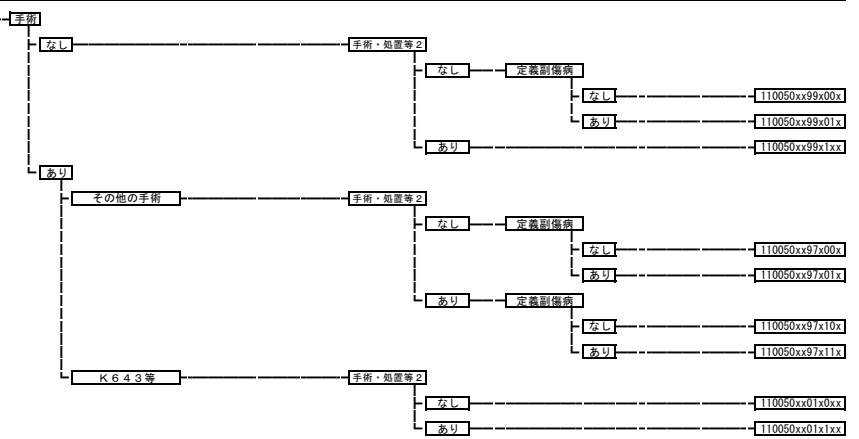 手術
なし 手術・処置等2
なし 定義副傷病
なし 110050xx99x00x
あり 110050xx99x01x
あり 110050xx99x1xx
あり
その他の手術 手術・処置等2
なし 定義副傷病
なし 110050xx97x00x
あり 110050xx97x01x
あり 定義副傷病
なし 110050xx97x10x
あり 110050xx97x11x
K643等 手術・処置等2
なし 110050xx01x0xx
あり 110050xx01x1xx